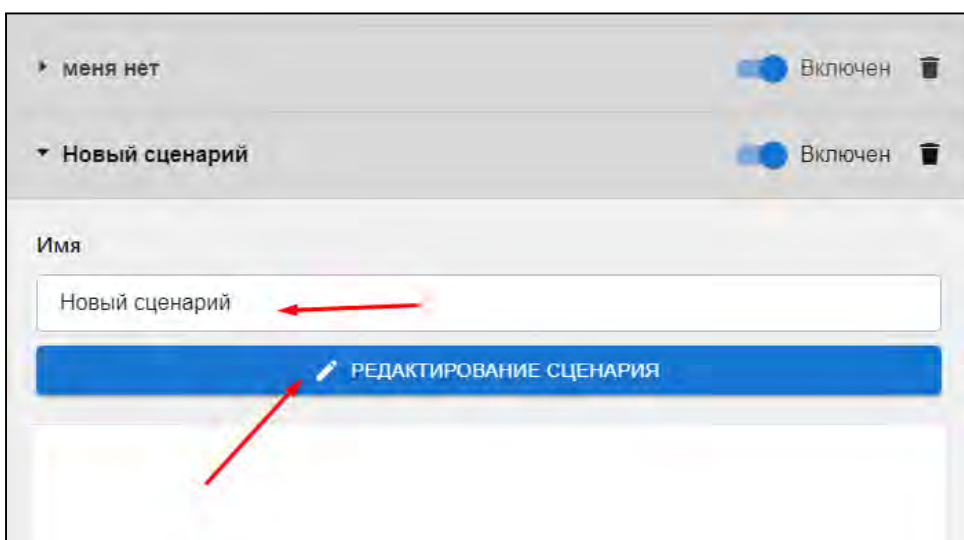 меня нет Включен
Новый сценарий Включен
Имя
Новый сценарий
РЕДАКТИРОВАНИЕ СЦЕНАРИЯ